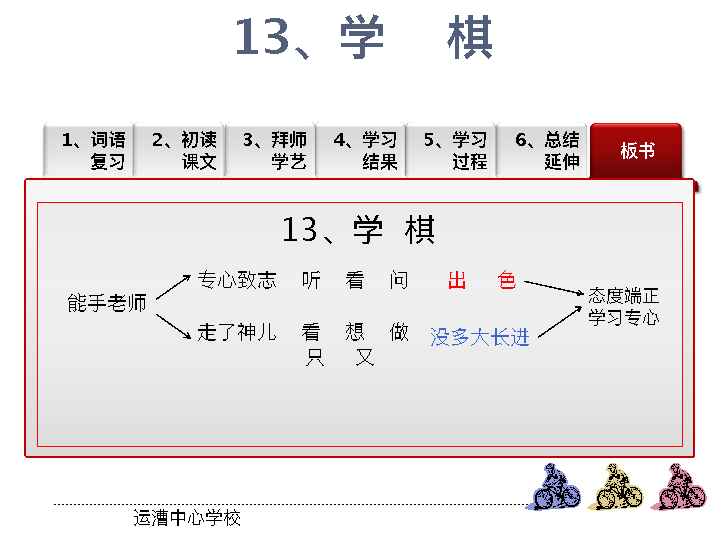 13、学 棋
1、词语
复习
2、初读
课文
3、拜师
学艺
4、学习
结果
5、学习
过程
6、总结
延伸
板书
13、学 棋
能手老师
专心致志 听 看 问 出 色
走了神儿 看 想 做 没多大长进
只 又
态度端正
学习专心
运漕中心学校